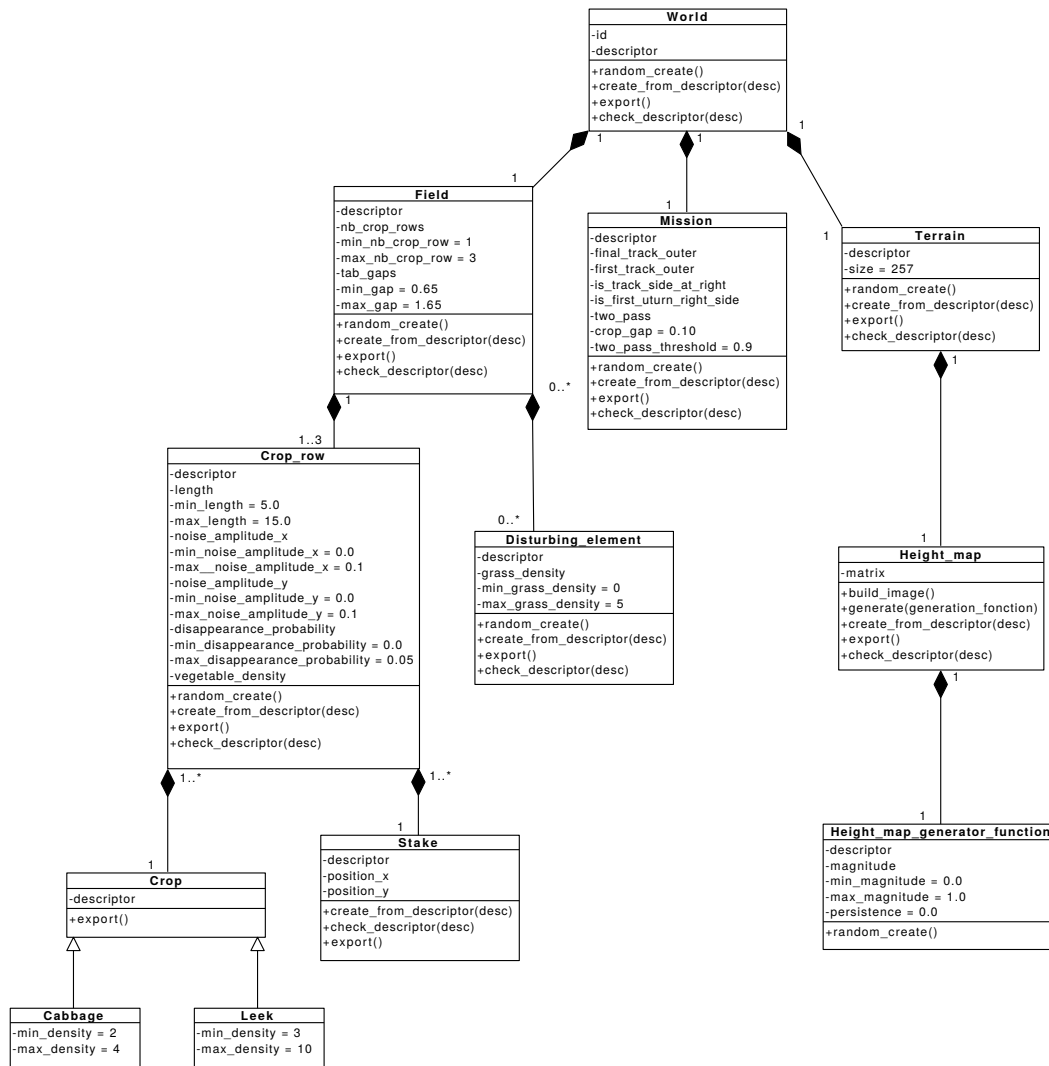 World
-id
-descriptor
+random_create()
+create_from_descriptor(desc)
+export()
+check_descriptor(desc)
1
1
1
1
Field
-descriptor
-nb_crop_rows
-min_nb_crop_row = 1
-max_nb_crop_row = 3
-tab_gaps
-min_gap = 0.65
-max_gap = 1.65
+random_create()
+create_from_descriptor(desc)
+export()
+check_descriptor(desc)
1
0..*
1
Mission
-descriptor
-final_track_outer
-first_track_outer
-is_track_side_at_right
-is_first_uturn_right_side
-two_pass
-crop_gap = 0.10
-two_pass_threshold = 0.9
+random_create()
+create_from_descriptor(desc)
+export()
+check_descriptor(desc)
1
Terrain
-descriptor
-size = 257
+random_create()
+create_from_descriptor(desc)
+export()
+check_descriptor(desc)
1
1..3
Crop_row
-descriptor
-length
-min_length = 5.0
-max_length = 15.0
-noise_amplitude_x
-min_noise_amplitude_x = 0.0
-max__noise_amplitude_x = 0.1
-noise_amplitude_y
-min_noise_amplitude_y = 0.0
-max_noise_amplitude_y = 0.1
-disappearance_probability
-min_disappearance_probability = 0.0
-max_disappearance_probability = 0.05
-vegetable_density
+random_create()
+create_from_descriptor(desc)
+export()
+check_descriptor(desc)
1..*
1..*
0..*
Disturbing_element
-descriptor
-grass_density
-min_grass_density = 0
-max_grass_density = 5
+random_create()
+create_from_descriptor(desc)
+export()
+check_descriptor(desc)
1
Height_map
-matrix
+build_image()
+generate(generation_fonction)
+create_from_descriptor(desc)
+export()
+check_descriptor(desc)
1
1
Crop
-descriptor
+export()
1
Stake
-descriptor
-position_x
-position_y
+create_from_descriptor(desc)
+check_descriptor(desc)
+export()
1
Height_map_generator_function
-descriptor
-magnitude
-min_magnitude = 0.0
-max_magnitude = 1.0
-persistence = 0.0
+random_create()
Cabbage
-min_density = 2
-max_density = 4
Leek
-min_density = 3
-max_density = 10